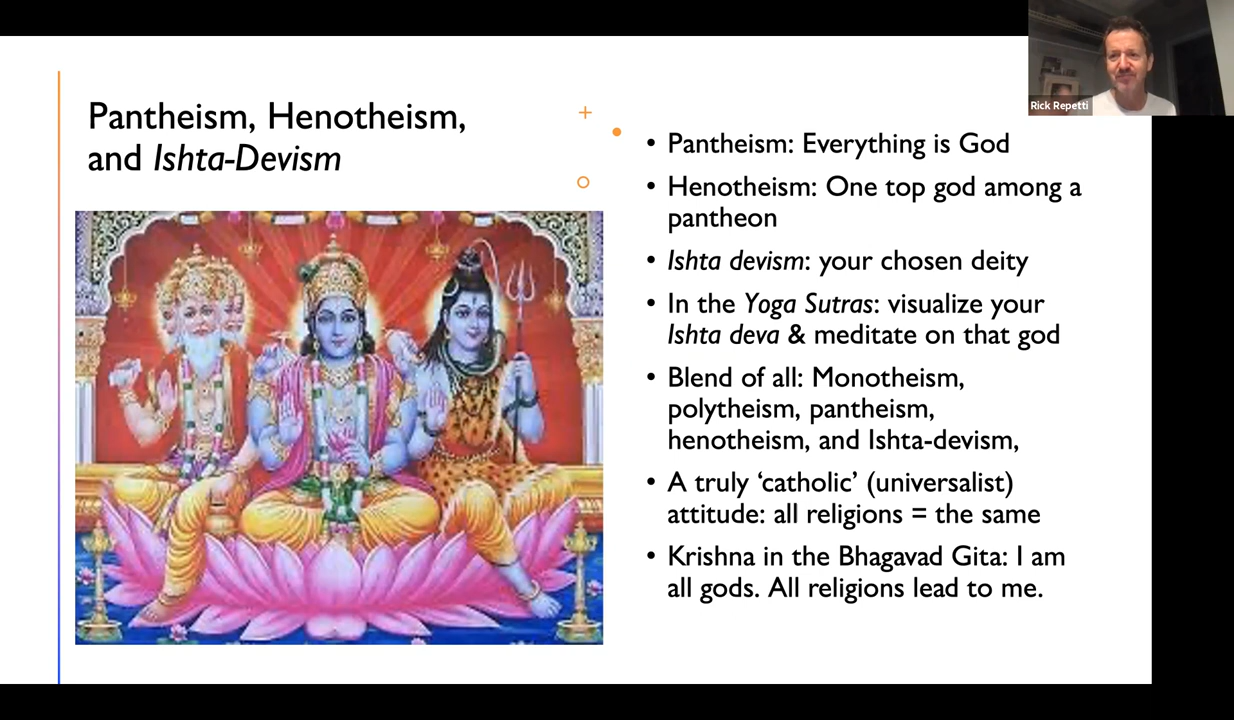 Pantheism, Henotheism,
and Ishta-Devism
• Pantheism: Everything is God
• Henotheism: One top god among a
pantheon
• Ishta devism: your chosen deity
• In the Yoga Sutras: visualize your
Ishta deva & meditate on that god
• Blend of all: Monotheism,
polytheism, pantheism,
henotheism, and Ishta-devism,
• A truly ‘catholic’ (universalist)
attitude: all religions = the same
• Krishna in the Bhagavad Gita: I am
all gods. All religions lead to me.
Rick Repetti